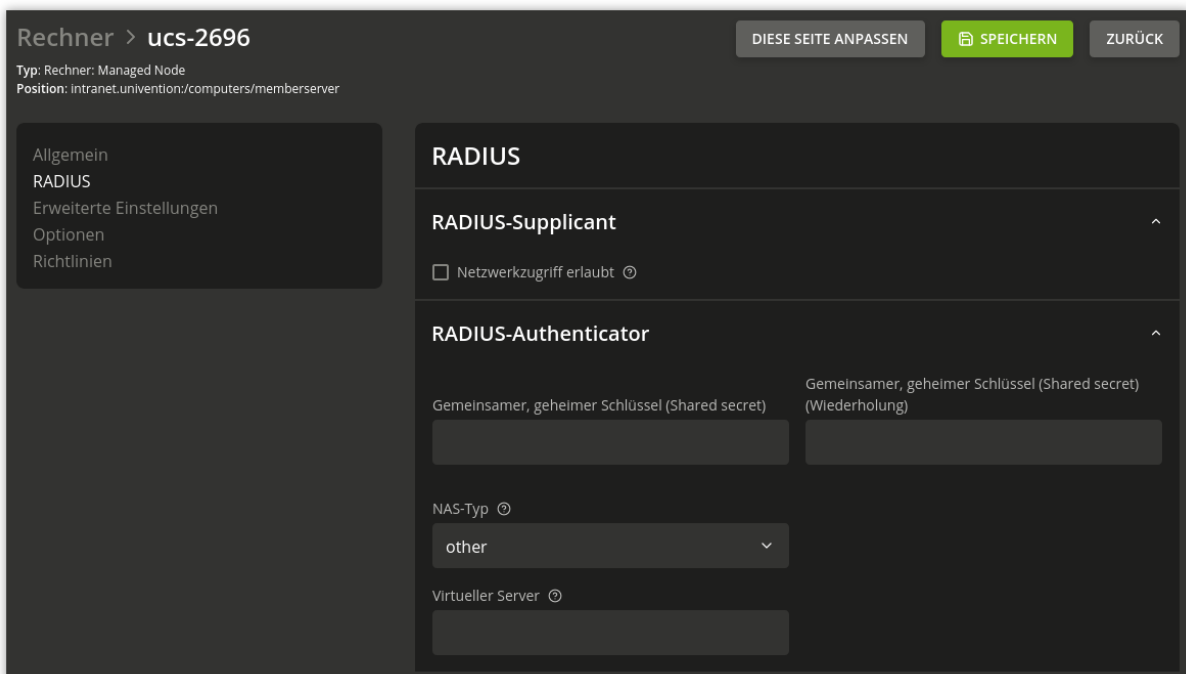 Rechner > ucs-2696
DIESE SEITE ANPASSEN
SPEICHERN
ZURÜCK
Typ: Rechner: Managed Node
Position: intranet.univention:/computers/memberserver
Allgemein
RADIUS
Erweiterte Einstellungen
Optionen
Richtlinien
RADIUS
RADIUS-Supplicant
Netzwerkzugriff erlaubt
RADIUS-Authenticator
Gemeinsamer, geheimer Schlüssel (Shared secret)
Gemeinsamer, geheimer Schlüssel (Shared secret)
(Wiederholung)
NAS-Typ
other
Virtueller Server